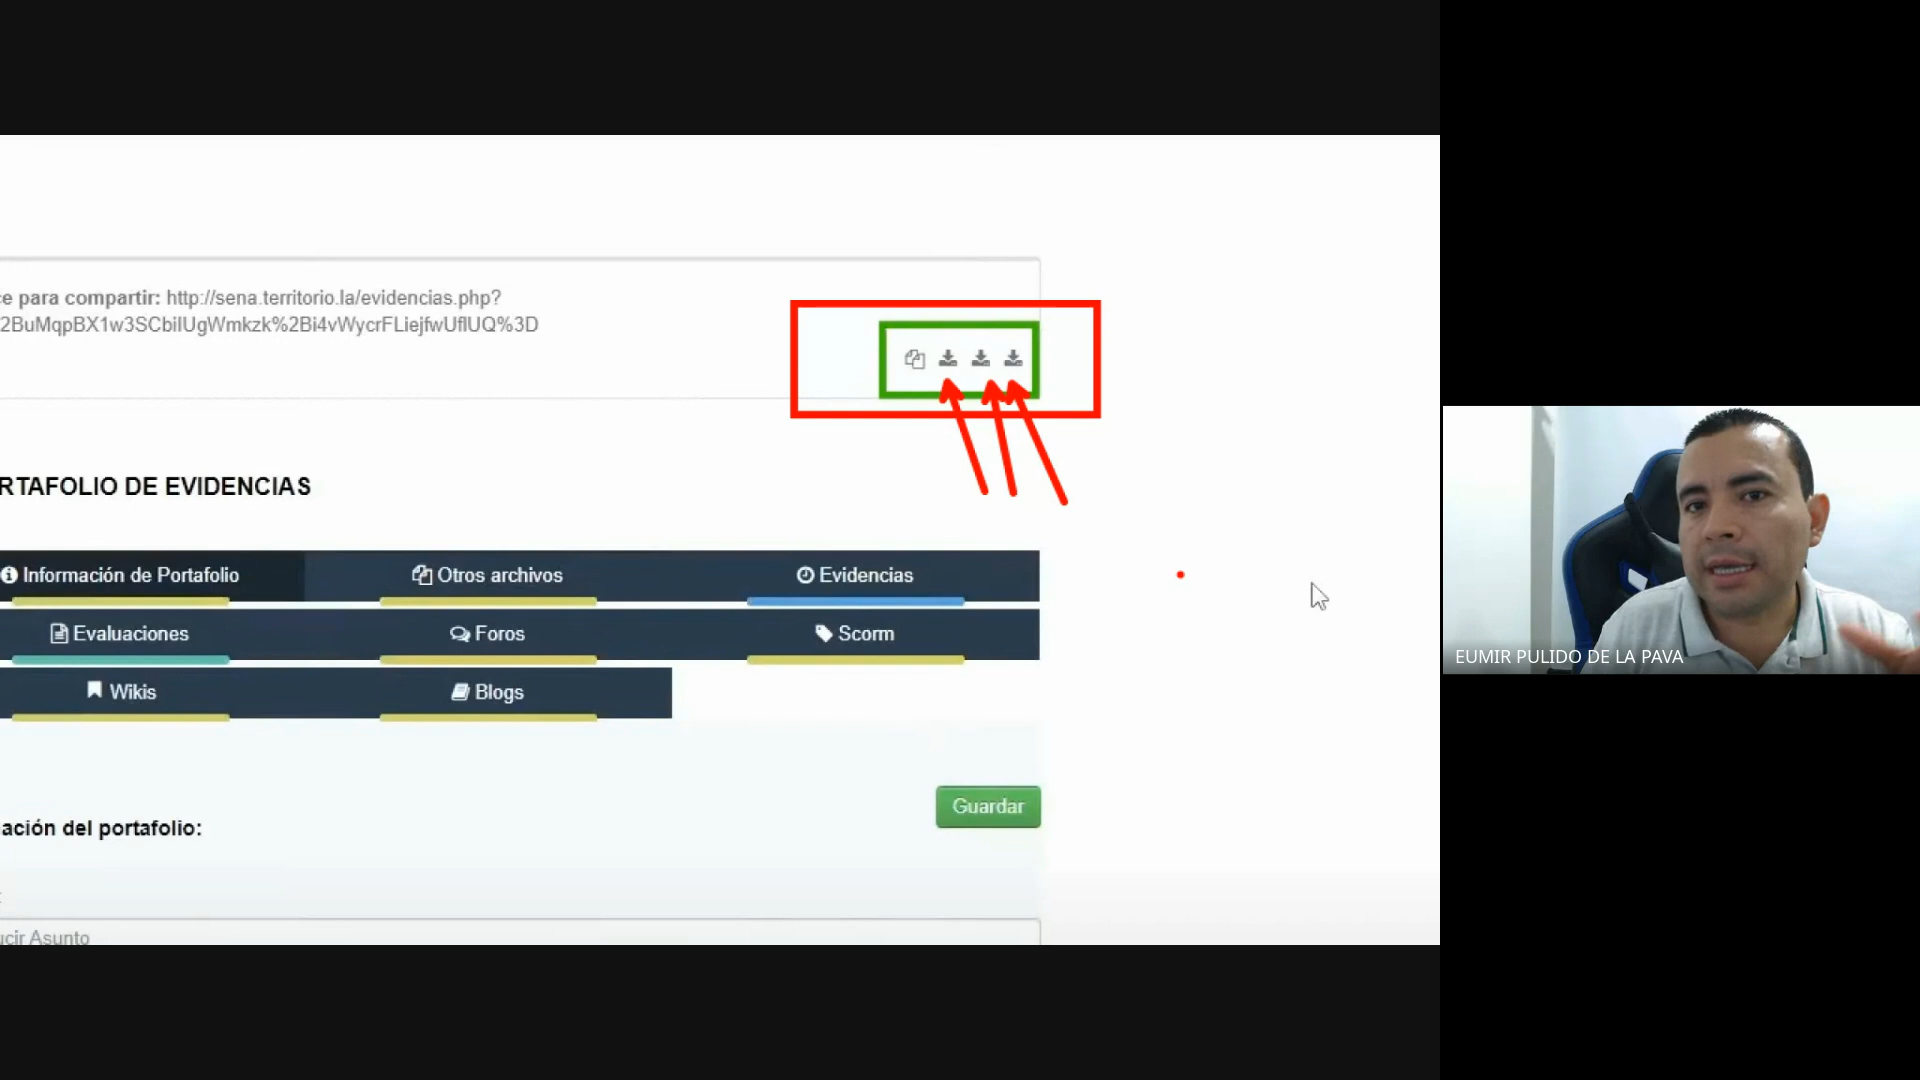 ce para compartir: http://sena.territorio.la/evidencias.php?
2BuMqpBX1w3SCbilUgWmkzk%2Bi4vWycrFLiejfwUflUQ%3D
RTAFOLIO DE EVIDENCIAS
Información de Portafolio
Otros archivos
Evidencias
Evaluaciones
Foros
Scorm
Wikis
Blogs
Guardar
ación del portafolio:
ucir Asunto
EUMIR PULIDO DE LA PAVA